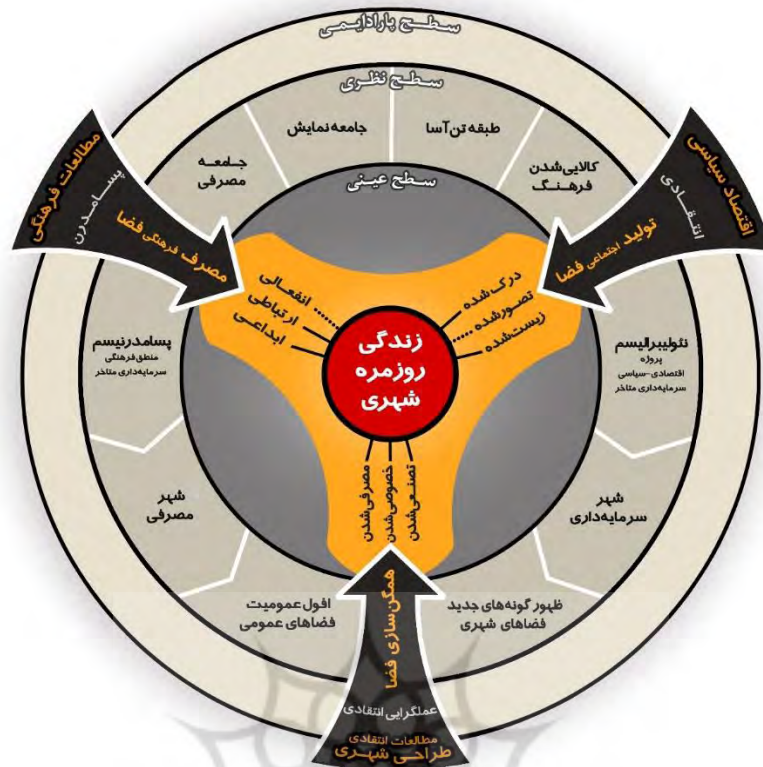 سطح پارادایمی
سطح نظری
جامعه نمایش
طبقه تن‌آسا
جامعه
مصرفی
کالایی‌شدن
فرهنگ
سطح عینی
مطالعات فرهنگی
پسامدرن
مصرف فرهنگی فضا
اقتصاد سیاسی
انتقادی
تولید اجتماعی فضا
انفعالی
ارتباطی
ابداعی
درک‌شده
تصورشده
زیست‌شده
زندگی
روزمره
شهری
پسامدرنیسم
منطق فرهنگی
سرمایه‌داری متاخر
نئولیبرالیسم
پروژه
اقتصادی-سیاسی
سرمایه‌داری متاخر
مصرفی‌شدن
خصوصی‌شدن
تصنعی‌شدن
شهر
مصرفی
شهر
سرمایه‌داری
افول عمومیت
فضاهای عمومی
ظهور گونه‌های جدید
فضاهای شهری
همگن‌سازی فضا
عملگرایی انتقادی
مطالعات انتقادی
طراحی شهری